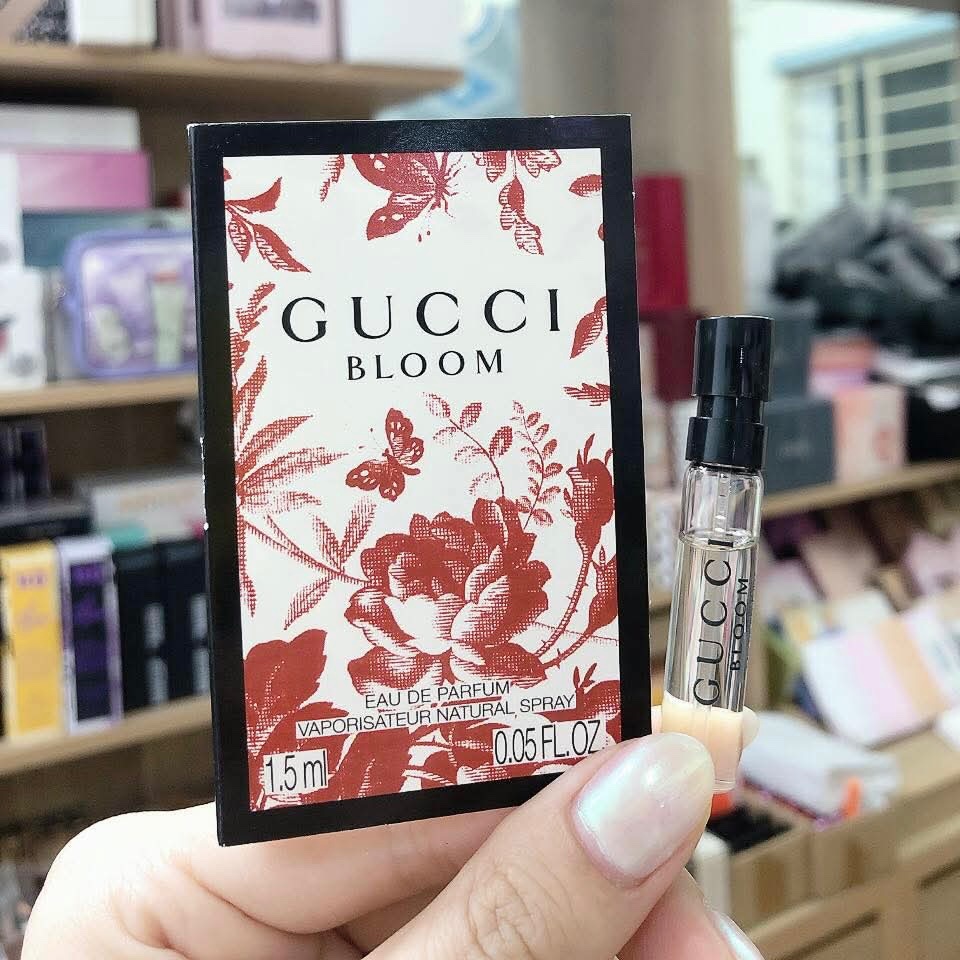 GUCCI
BLOOM
EAU DE PARFUM
VAPORISATEUR NATURAL SPRAY
1.5 ml
0.05 FL.OZ.
GUCCI
BLOOM